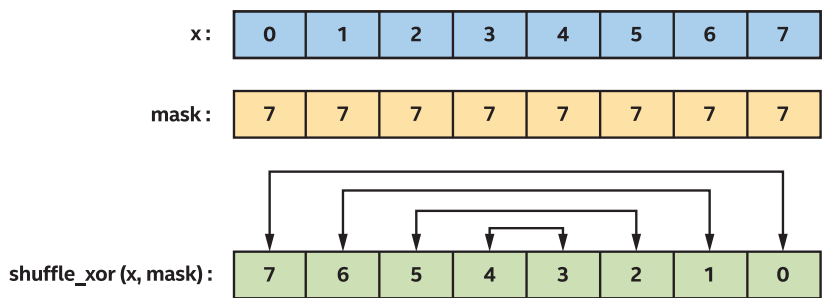 x : 0 1 2 3 4 5 6 7
mask : 7 7 7 7 7 7 7 7
shuffle_xor (x, mask) : 7 6 5 4 3 2 1 0